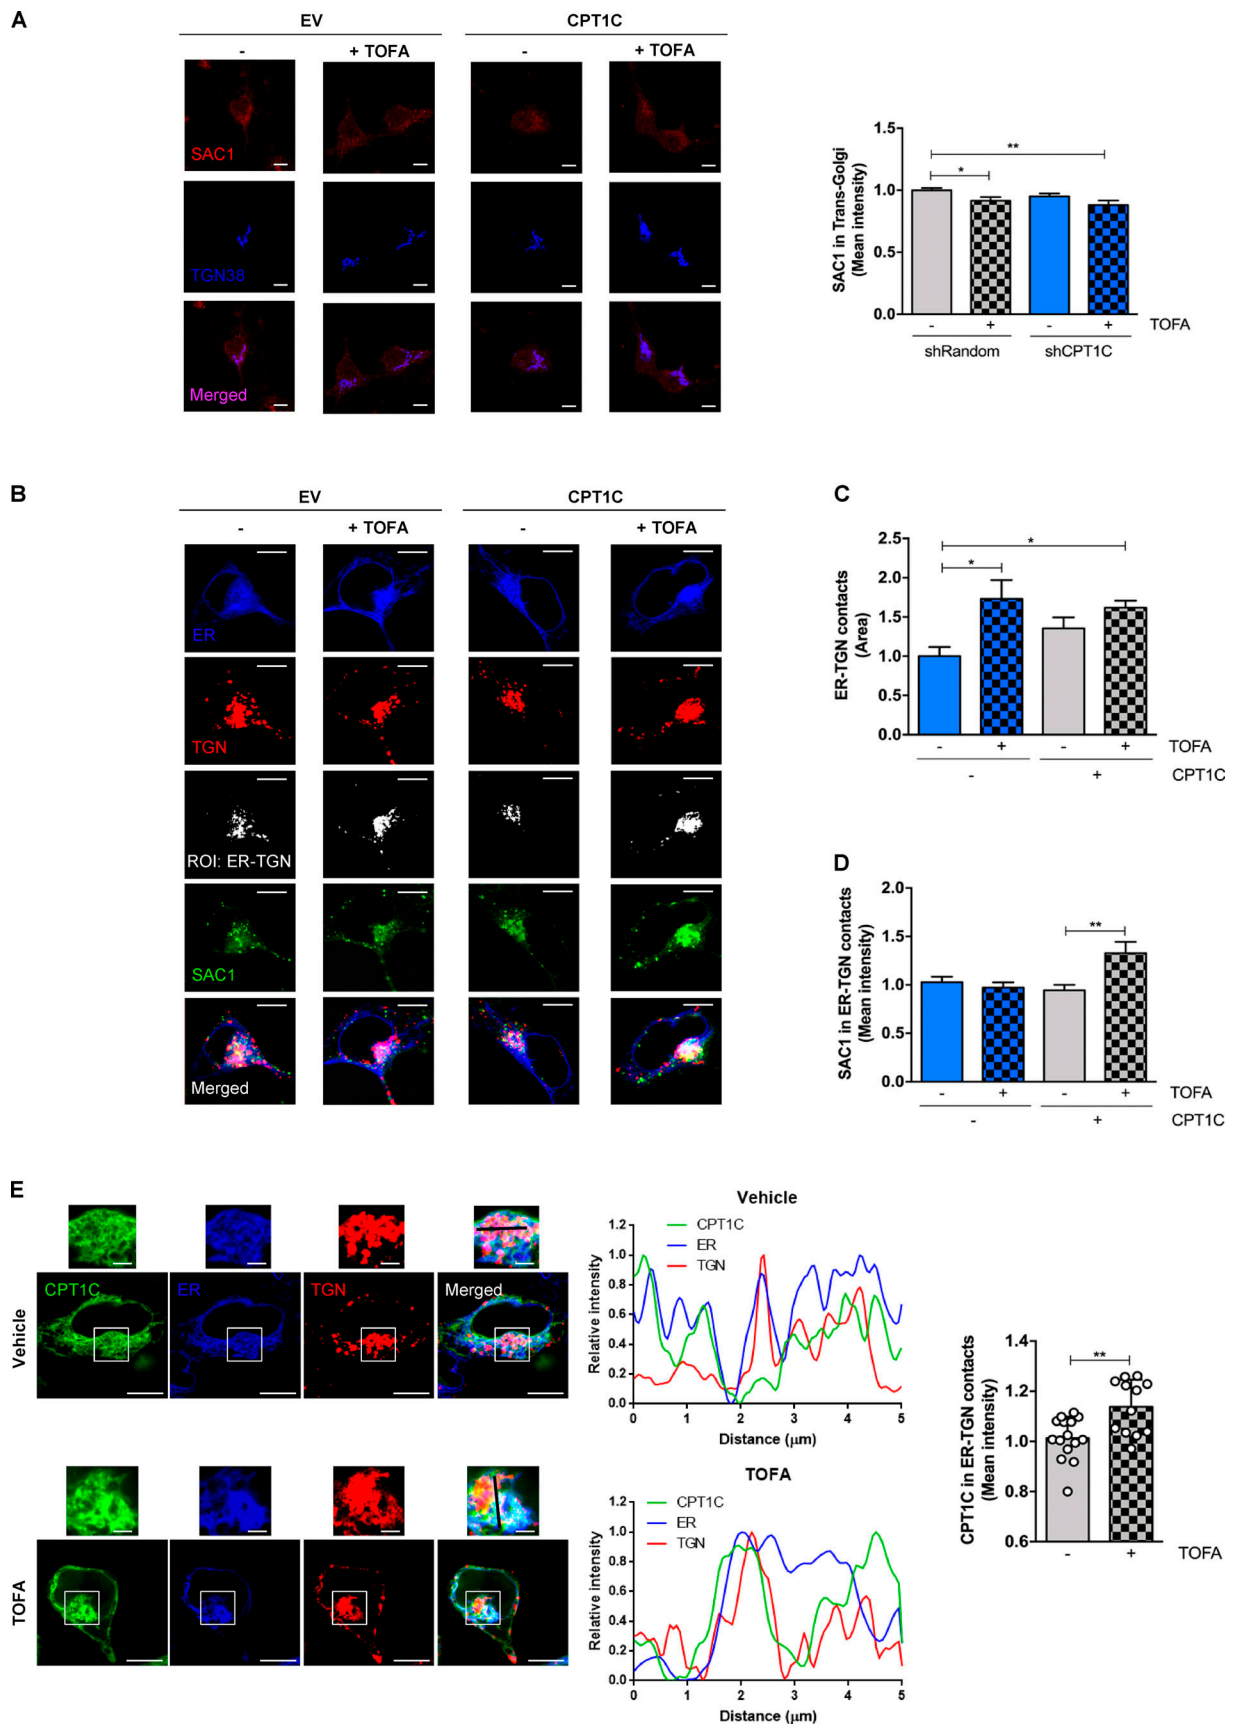 A
EV
CPT1C
-
+ TOFA
-
+ TOFA
SAC1
TGN38
Merged
SAC1 in Trans-Golgi
(Mean intensity)
1.5
1.0
0.5
0.0
*
**
-
+
-
+
TOFA
shRandom
shCPT1C
B
EV
CPT1C
-
+ TOFA
-
+ TOFA
ER
TGN
ROI: ER-TGN
SAC1
Merged
C
ER-TGN contacts
(Area)
2.5
2.0
1.5
1.0
0.5
0.0
*
*
-
+
-
+
TOFA
-
+
CPT1C
D
SAC1 in ER-TGN contacts
(Mean intensity)
2.0
1.5
1.0
0.5
0.0
**
-
+
-
+
TOFA
-
+
CPT1C
E
Vehicle
CPT1C
ER
TGN
Merged
TOFA
Vehicle
CPT1C
ER
TGN
Relative intensity
1.2
1.0
0.8
0.6
0.4
0.2
0.0
0
1
2
3
4
5
Distance (μm)
TOFA
CPT1C
ER
TGN
Relative intensity
1.2
1.0
0.8
0.6
0.4
0.2
0.0
0
1
2
3
4
5
Distance (μm)
CPT1C in ER-TGN contacts
(Mean intensity)
1.4
1.2
1.0
0.8
0.6
**
-
+
TOFA